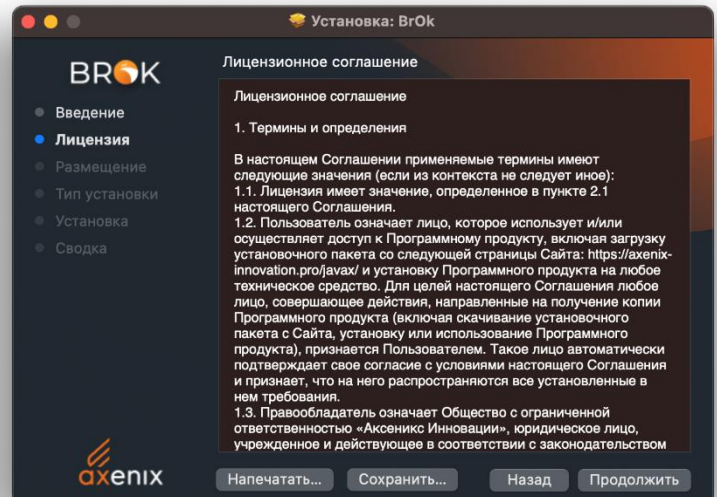 Установка: BrOk
BROK
Введение
Лицензия
Размещение
Тип установки
Установка
Сводка
axenix
Лицензионное соглашение
Лицензионное соглашение
1. Термины и определения
В настоящем Соглашении применяемые термины имеют
следующие значения (если из контекста не следует иное):
1.1. Лицензия имеет значение, определенное в пункте 2.1
настоящего Соглашения.
1.2. Пользователь означает лицо, которое использует и/или
осуществляет доступ к Программному продукту, включая загрузку
установочного пакета со следующей страницы Сайта: https://axenix-
innovation.pro/javax/ и установку Программного продукта на любое
техническое средство. Для целей настоящего Соглашения любое
лицо, совершающее действия, направленные на получение копии
Программного продукта (включая скачивание установочного
пакета с Сайта, установку или использование Программного
продукта), признается Пользователем. Такое лицо автоматически
подтверждает свое согласие с условиями настоящего Соглашения
и признает, что на него распространяются все установленные в
нем требования.
1.3. Правообладатель означает Общество с ограниченной
ответственностью «Аксеникс Инновации», юридическое лицо,
учрежденное и действующее в соответствии с законодательством
Напечатать...
Сохранить...
Назад
Продолжить